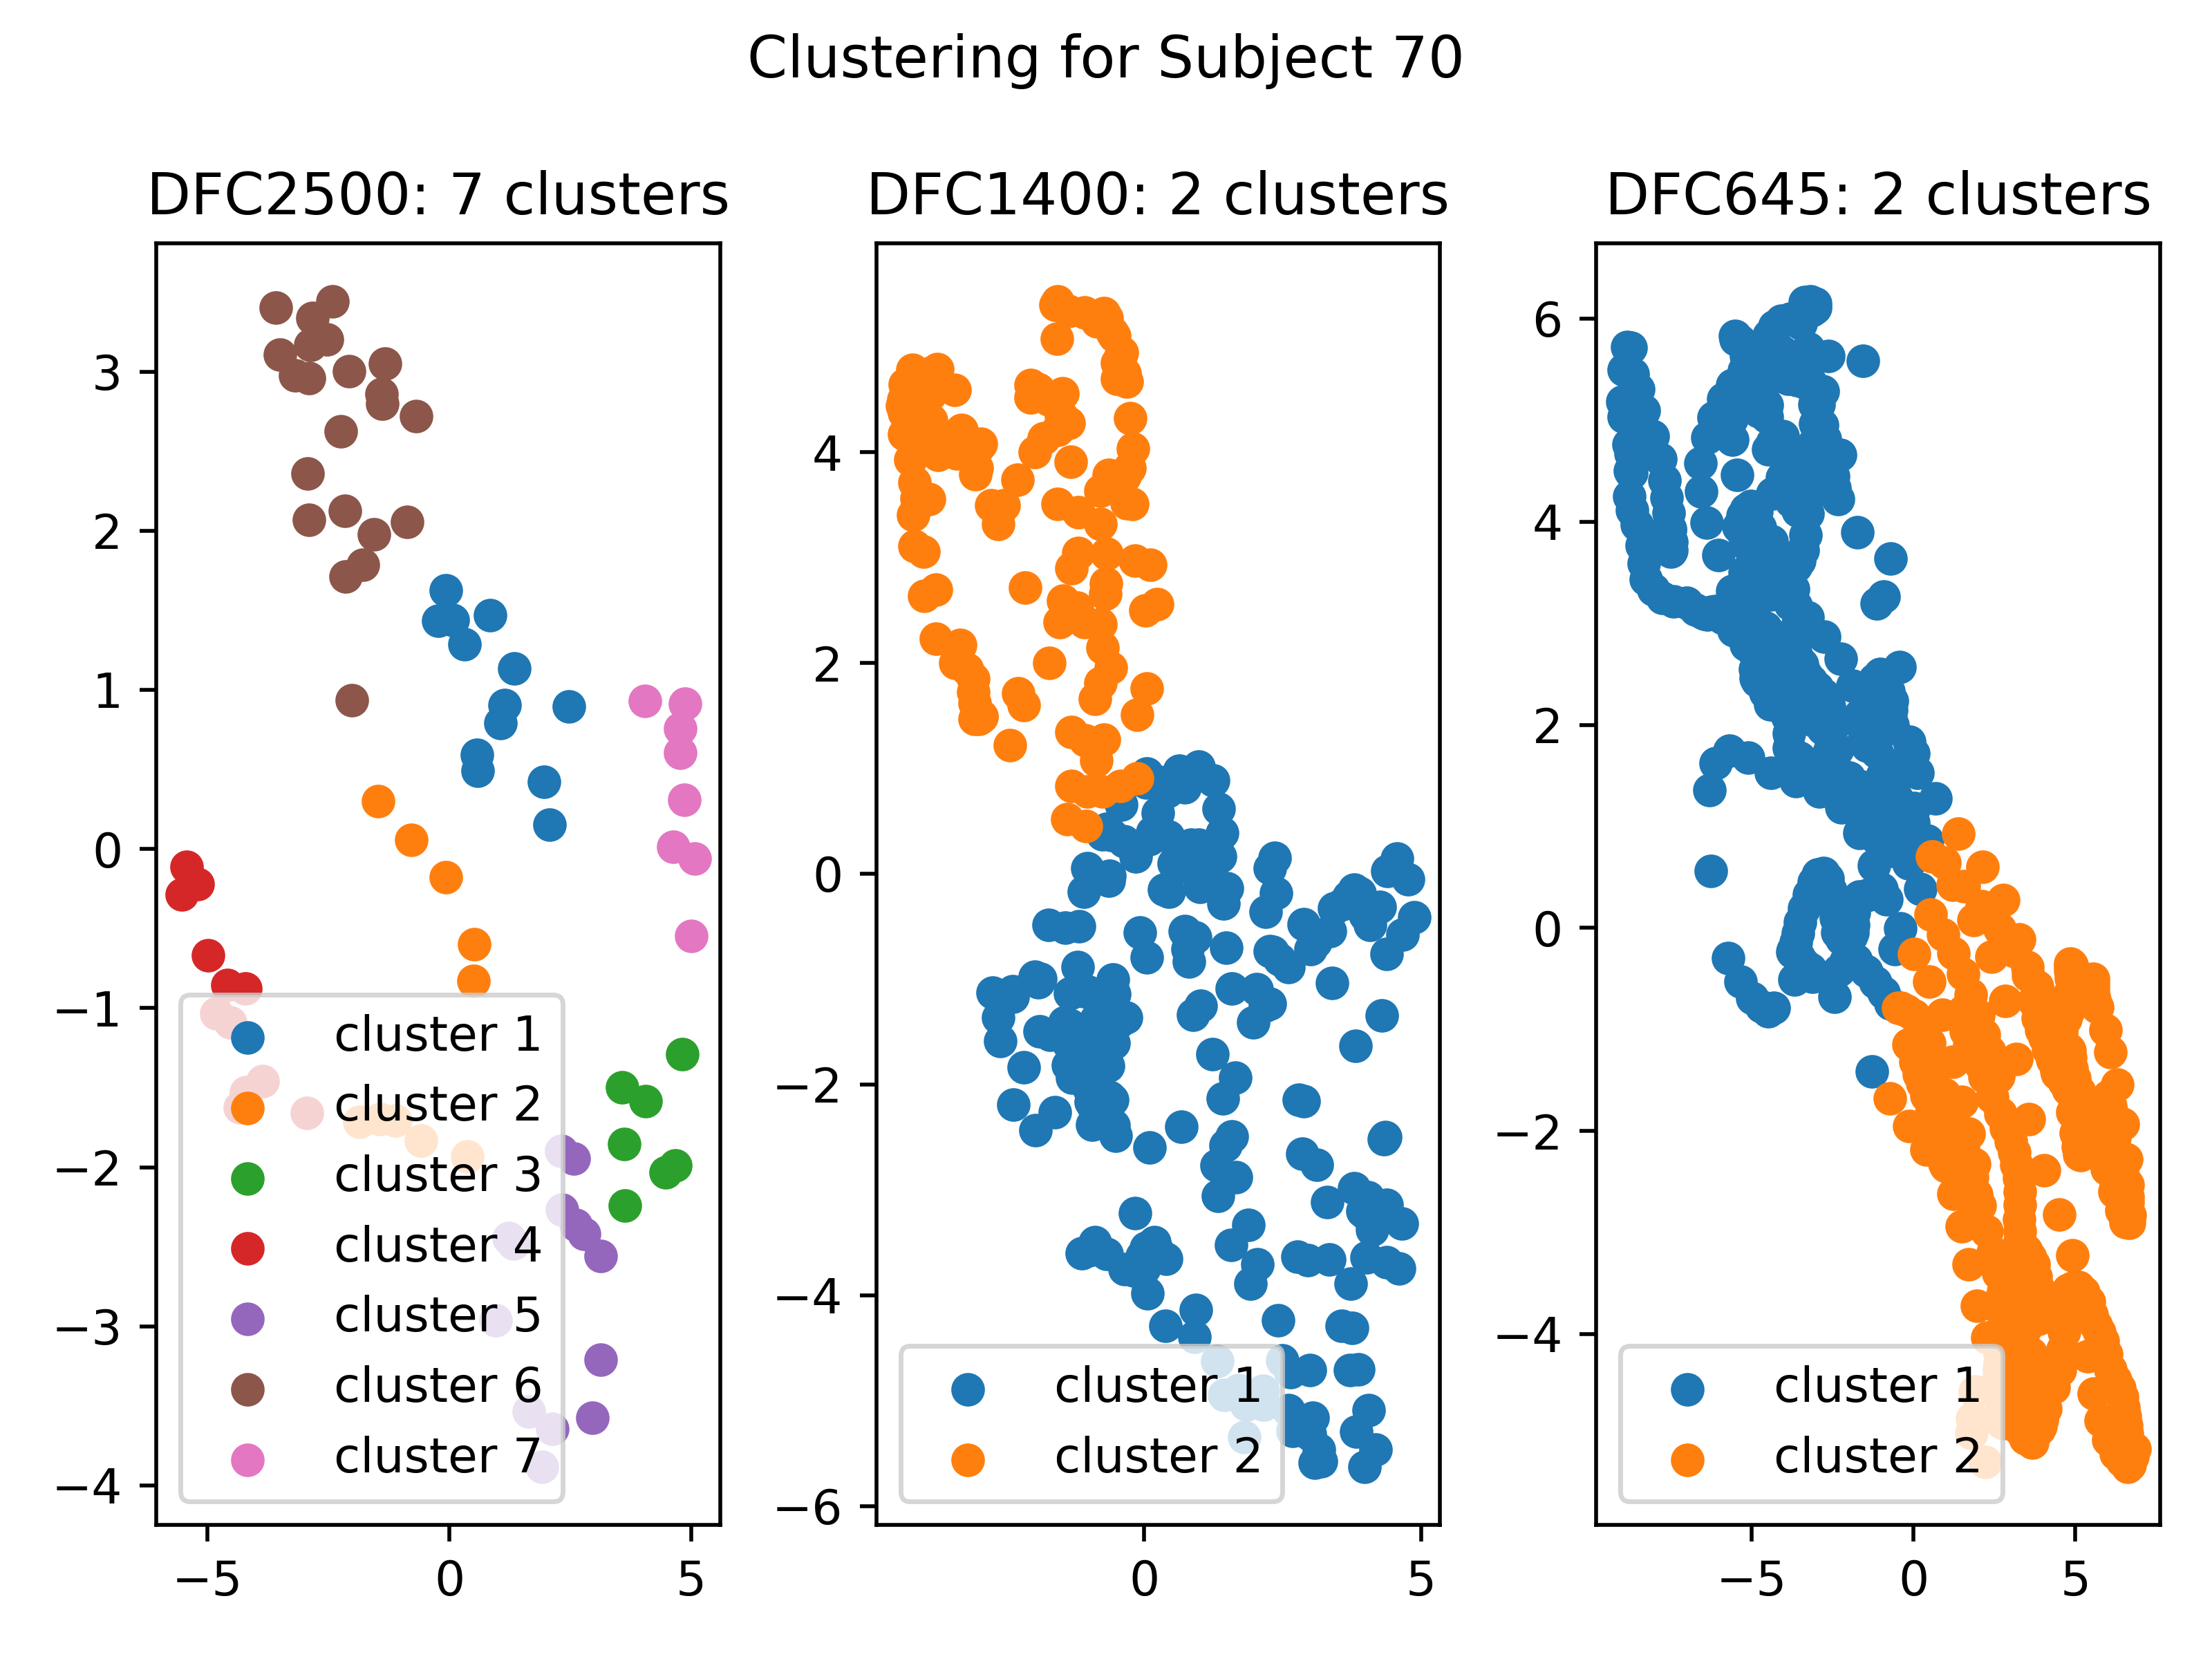 Clustering for Subject 70
DFC2500: 7 clusters
3
2
1
0
−1
−2
−3
−4
−5
0
5
cluster 1
cluster 2
cluster 3
cluster 4
cluster 5
cluster 6
cluster 7
DFC1400: 2 clusters
4
2
0
−2
−4
−6
0
5
cluster 1
cluster 2
DFC645: 2 clusters
6
4
2
0
−2
−4
−5
0
5
cluster 1
cluster 2